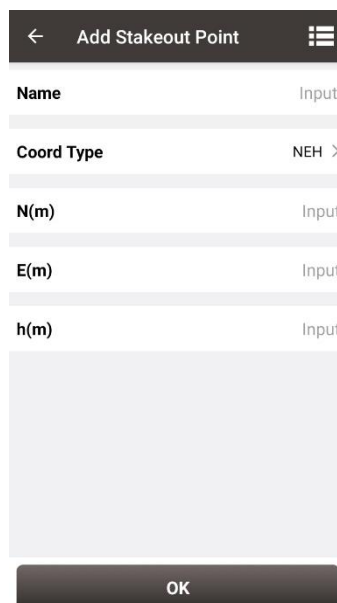 Add Stakeout Point
Name Input
Coord Type NEH
N(m) Input
E(m) Input
h(m) Input
OK